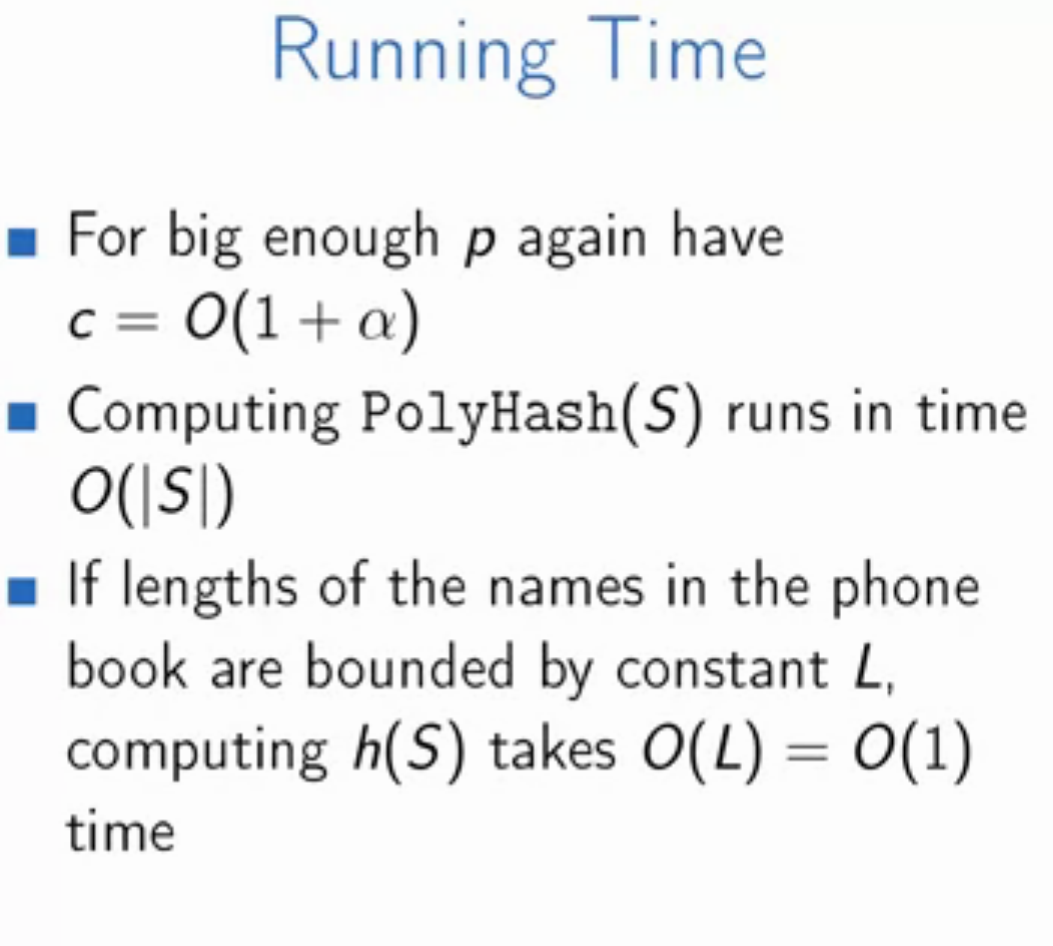 Running Time
■ For big enough p again have
c = O(1 + α)
■ Computing PolyHash(S) runs in time
O(|S|)
■ If lengths of the names in the phone
book are bounded by constant L,
computing h(S) takes O(L) = O(1)
time